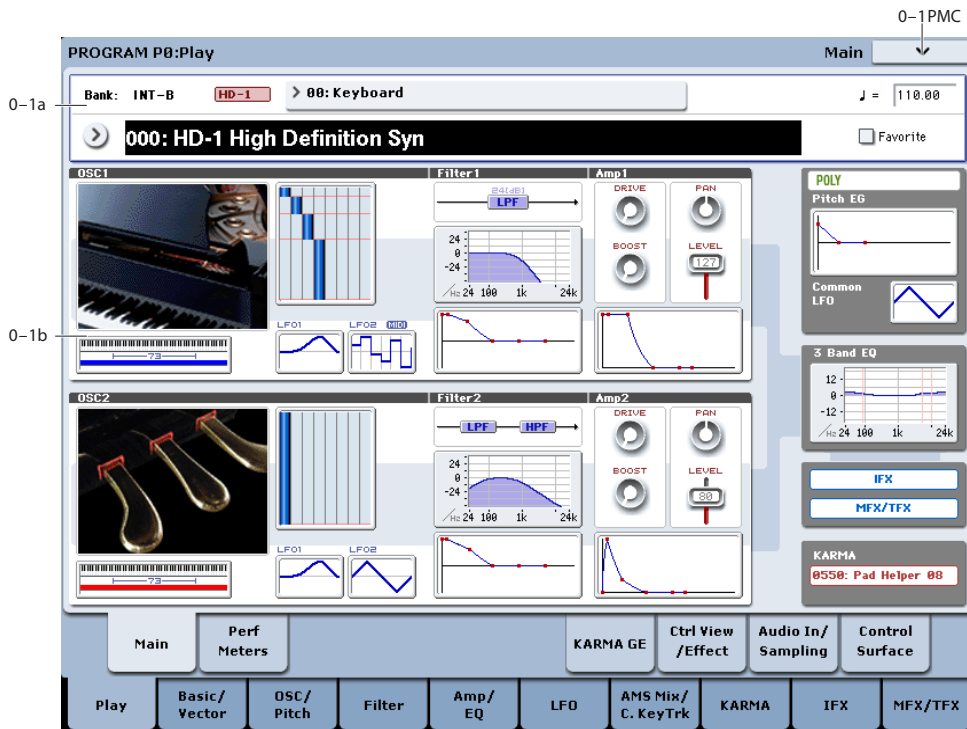 0–1PMC
PROGRAM P0:Play
Main
0–1a
Bank: INT–B
HD–1
00: Keyboard
♩ = 110.00
000: HD-1 High Definition Syn
Favorite
OSC1
Filter1
Amp1
24[dB]
LPF
DRIVE
PAN
BOOST
LEVEL
127
24
0
-24
/Hz 24 100 1k 24k
LFO1
LFO2 MIDI
0–1b
73
POLY
Pitch EG
Common
LFO
3 Band EQ
12
0
-12
/Hz 24 100 1k 24k
OSC2
Filter2
Amp2
LPF
HPF
DRIVE
PAN
BOOST
LEVEL
80
24
0
-24
/Hz 24 100 1k 24k
LFO1
LFO2
73
IFX
MFX/TFX
KARMA
0550: Pad Helper 08
Main
Perf
Meters
KARMA GE
Ctrl View
/Effect
Audio In/
Sampling
Control
Surface
Play
Basic/
Vector
OSC/
Pitch
Filter
Amp/
EQ
LFO
AMS Mix/
C. KeyTrk
KARMA
IFX
MFX/TFX